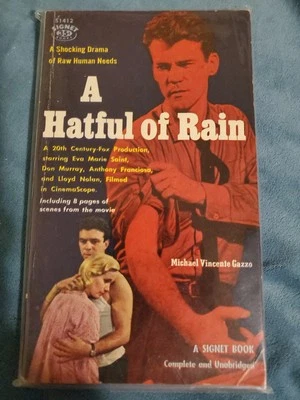 S1412
SIGNET
BOOKS
A Shocking Drama
of Raw Human Needs
A
Hatful of Rain
A 20th Century-Fox Production,
starring Eva Marie Saint,
Don Murray, Anthony Franciosa,
and Lloyd Nolan, Filmed
in CinemaScope.
Including 8 pages of
scenes from the movie
Michael Vincente Gazzo
A SIGNET BOOK
Complete and Unabridged